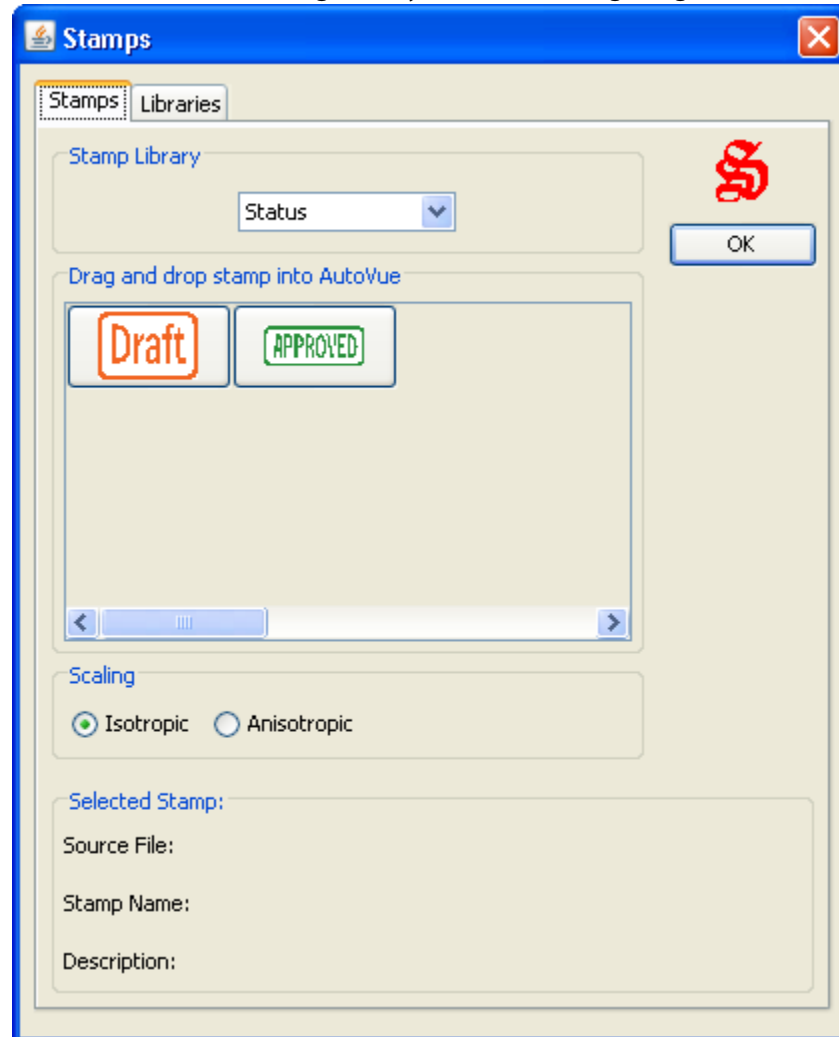 Stamps
Stamps Libraries
Stamp Library
Status
S
OK
Drag and drop stamp into AutoVue
Draft APPROVED
Scaling
Isotropic Anisotropic
Selected Stamp:
Source File:
Stamp Name:
Description: